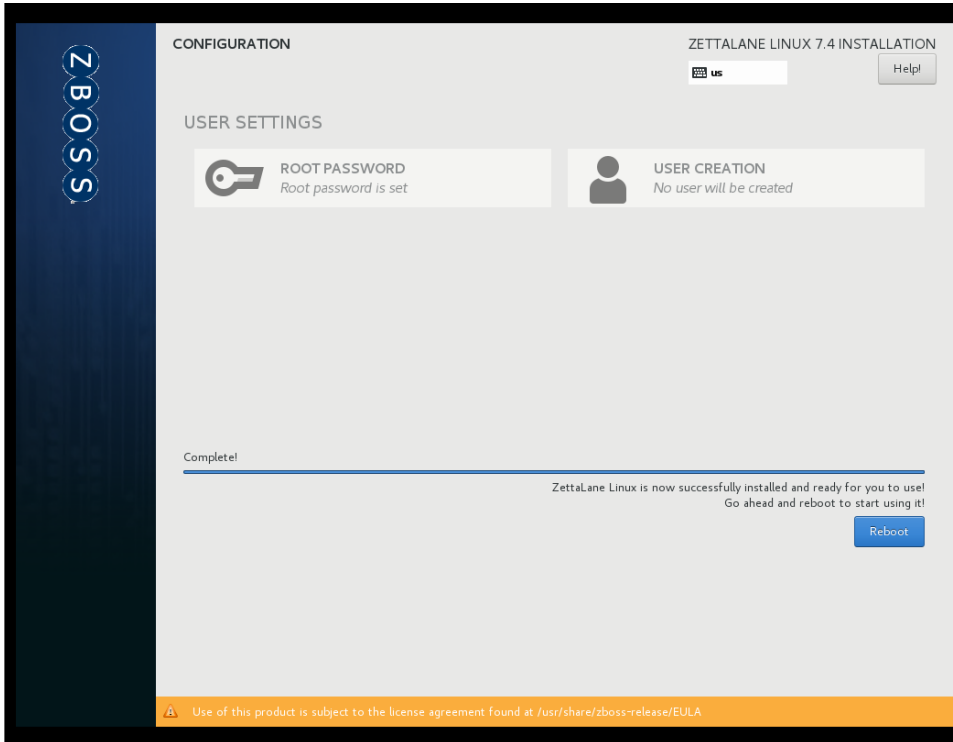 ZBOSS
CONFIGURATION
ZETTALANE LINUX 7.4 INSTALLATION
us
Help!
USER SETTINGS
ROOT PASSWORD
Root password is set
USER CREATION
No user will be created
Complete!
ZettaLane Linux is now successfully installed and ready for you to use!
Go ahead and reboot to start using it!
Reboot
Use of this product is subject to the license agreement found at /usr/share/zboss-release/EULA